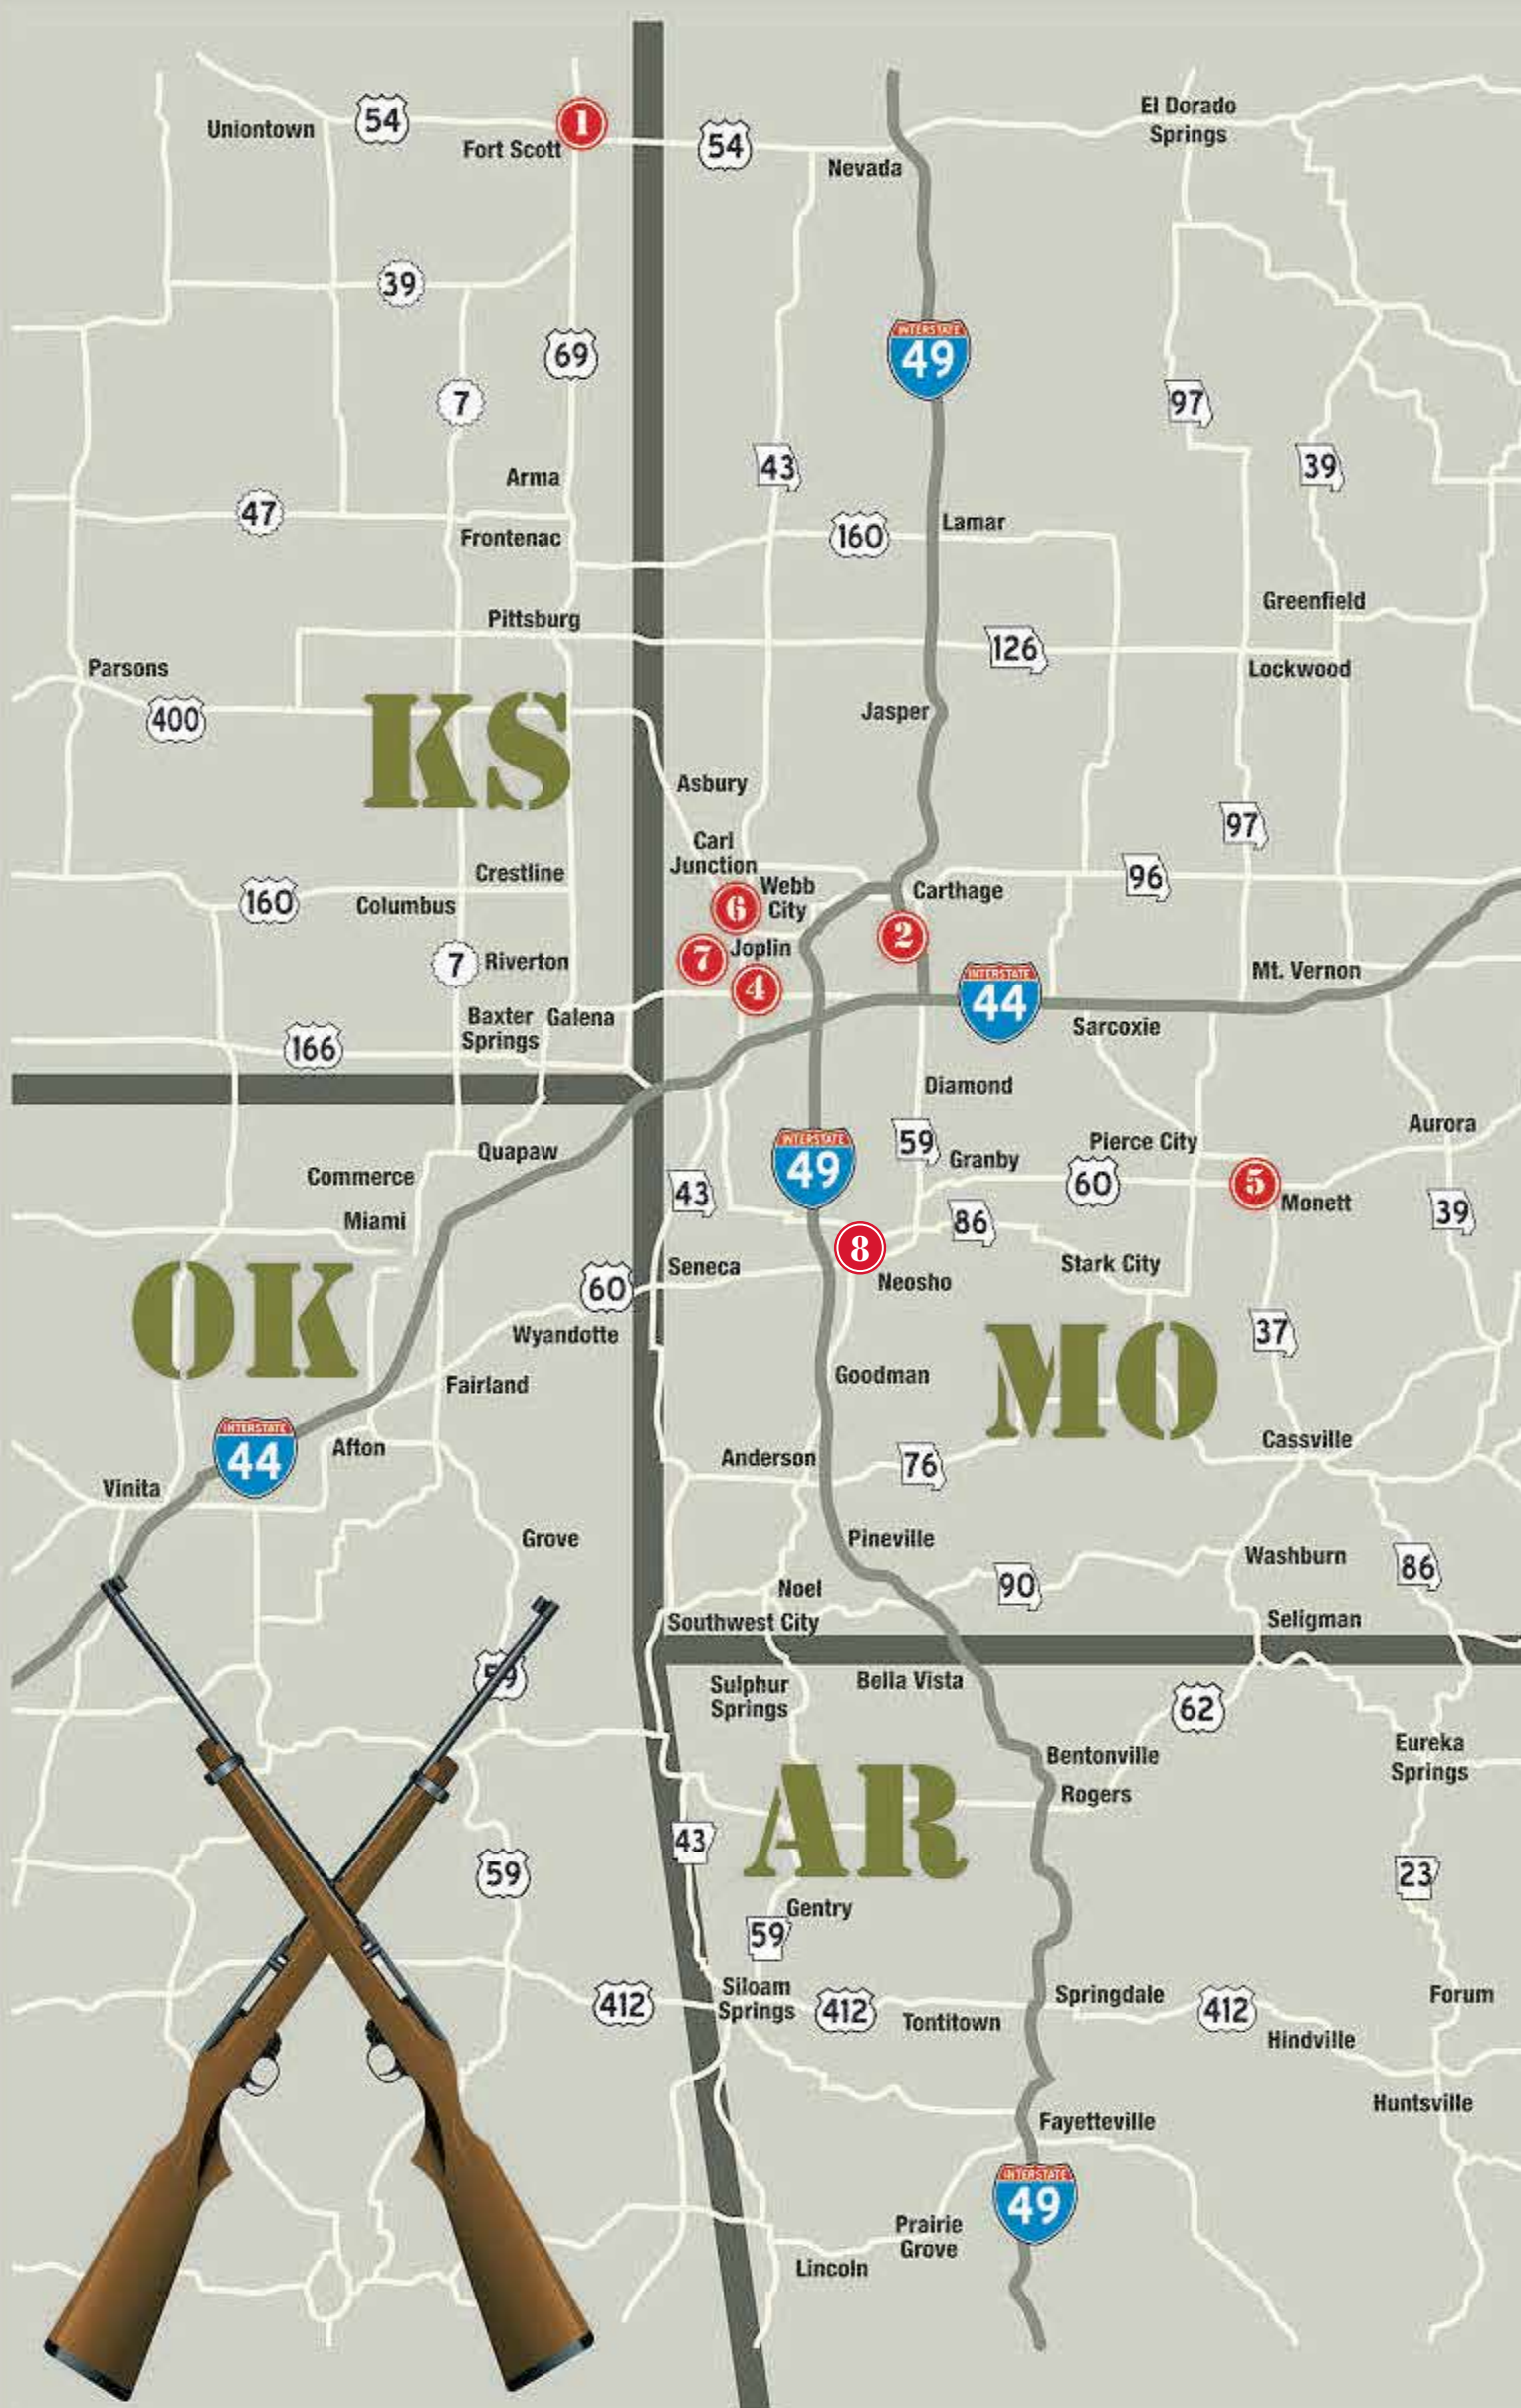 El Dorado
Springs
Uniontown
54
1
Fort Scott
54
Nevada
39
69
INTERSTATE
49
7
97
43
39
Arma
47
Frontenac
160
Lamar
Greenfield
Pittsburg
126
Parsons
Lockwood
400
KS
Jasper
Asbury
97
Carl
Junction
Crestline
96
160
Columbus
6
Webb
City
Carthage
2
7
Riverton
7
Joplin
4
Mt. Vernon
INTERSTATE
44
Baxter
Springs
Galena
Sarcoxie
166
Diamond
Aurora
Quapaw
INTERSTATE
49
59
Granby
Pierce City
Commerce
43
60
5
Monett
39
Miami
86
8
OK
Seneca
Stark City
60
Neosho
Wyandotte
37
MO
Fairland
Goodman
INTERSTATE
44
Afton
Anderson
76
Cassville
Vinita
Grove
Pineville
Washburn
86
Noel
90
Southwest City
Seligman
59
Sulphur
Springs
Bella Vista
62
Bentonville
Eureka
Springs
Rogers
AR
43
59
23
Gentry
59
Siloam
Springs
412
412
Tontitown
Springdale
412
Forum
Hindville
Huntsville
Fayetteville
INTERSTATE
49
Prairie
Grove
Lincoln